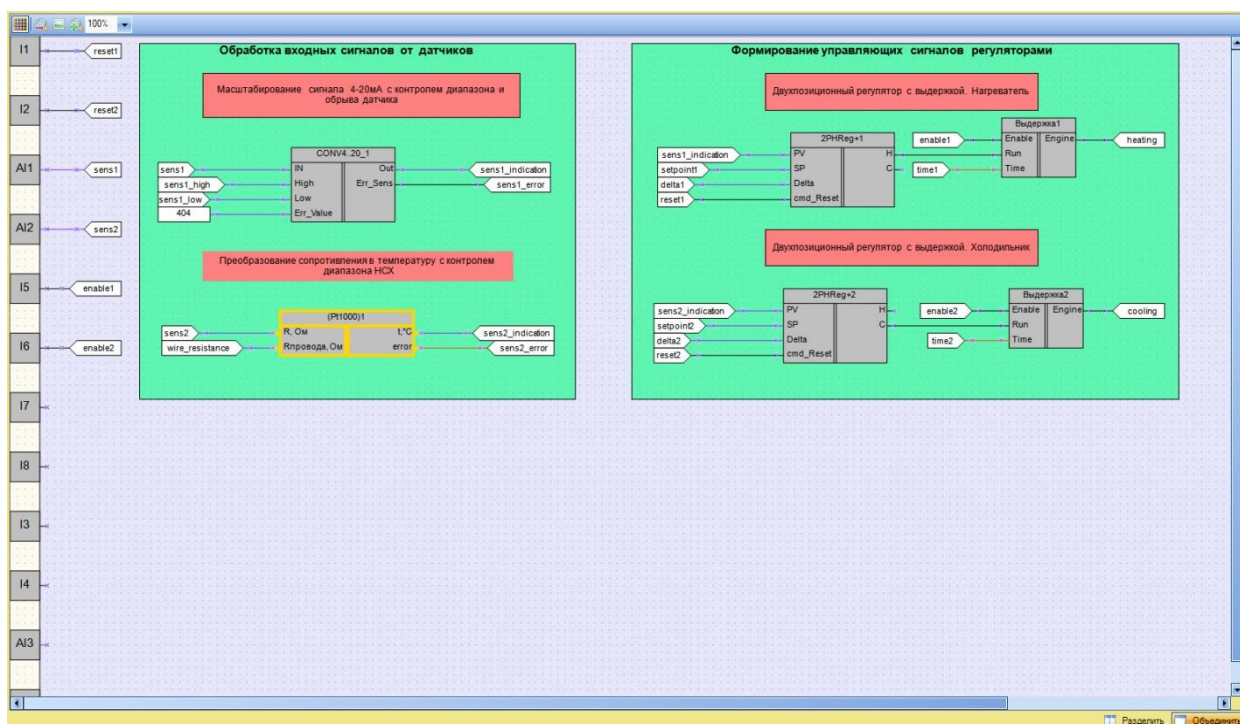 100%
I1
reset1
I2
reset2
AI1
sens1
AI2
sens2
I5
enable1
I6
enable2
I7
I8
I3
I4
AI3
Обработка входных сигналов от датчиков
Масштабирование сигнала 4-20мА с контролем диапазона и
обрыва датчика
CONV4..20_1
sens1
IN
Out
sens1_indication
sens1_high
High
Err_Sens
sens1_error
sens1_low
Low
404
Err_Value
Преобразование сопротивления в температуру с контролем
диапазона НСХ
(Pt1000)1
sens2
R, Ом
t,°C
sens2_indication
wire_resistance
Rпровода, Ом
error
sens2_error
Формирование управляющих сигналов регуляторами
Двухпозиционный регулятор с выдержкой. Нагреватель
2PHReg+1
sens1_indication
PV
H
setpoint1
SP
C
delta1
Delta
reset1
cmd_Reset
Выдержка1
enable1
Enable
Engine
heating
Run
time1
Time
Двухпозиционный регулятор с выдержкой. Холодильник
2PHReg+2
sens2_indication
PV
H
setpoint2
SP
C
delta2
Delta
reset2
cmd_Reset
Выдержка2
enable2
Enable
Engine
cooling
Run
time2
Time
Разделить
Объединить